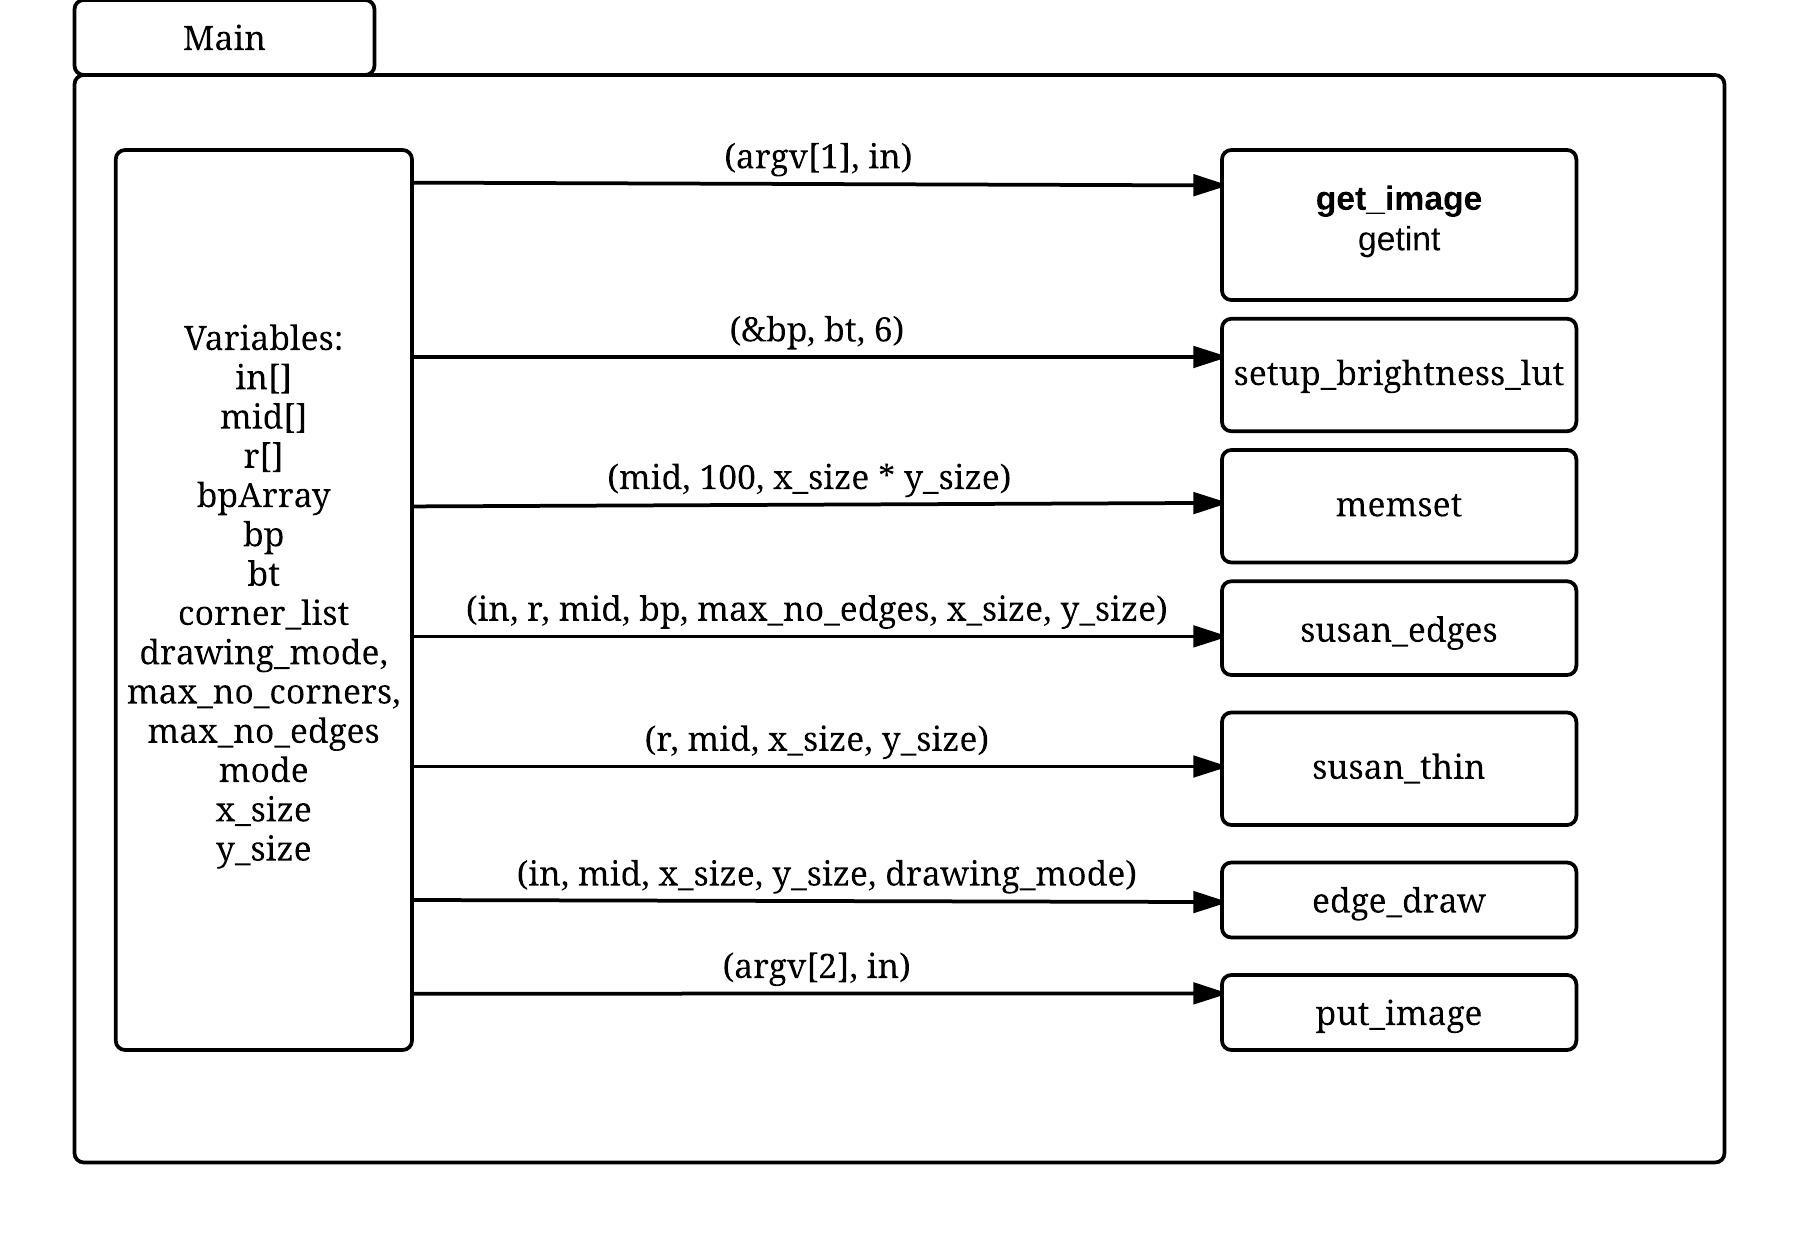 Main
Variables:
in[]
mid[]
r[]
bpArray
bp
bt
corner_list
drawing_mode,
max_no_corners,
max_no_edges
mode
x_size
y_size
(argv[1], in)
get_image
getint
(&bp, bt, 6)
setup_brightness_lut
(mid, 100, x_size * y_size)
memset
(in, r, mid, bp, max_no_edges, x_size, y_size)
susan_edges
(r, mid, x_size, y_size)
susan_thin
(in, mid, x_size, y_size, drawing_mode)
edge_draw
(argv[2], in)
put_image